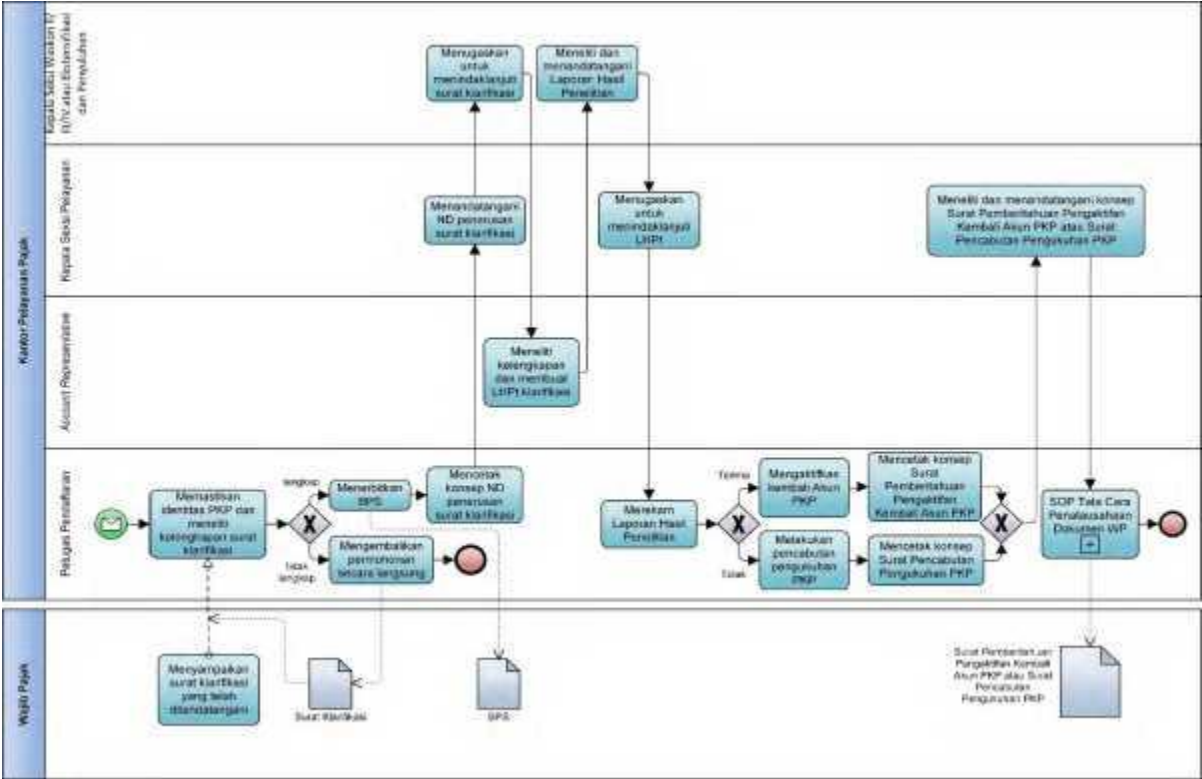 Kantor Pelayanan Pajak
Kepala Seksi Waskon II/
III/IV atau Ekstensifikasi
dan Penyuluhan
Menugaskan
untuk
menindaklanjuti
surat klarifikasi
Meneliti dan
menandatangani
Laporan Hasil
Penelitian
Kepala Seksi Pelayanan
Menandatangani
ND penerusan
surat klarifikasi
Menugaskan
untuk
menindaklanjuti
LHPt
Meneliti dan menandatangani konsep
Surat Pemberitahuan Pengaktifan
Kembali Akun PKP atau Surat
Pencabutan Pengukuhan PKP
Account Representative
Meneliti
kelengkapan
dan membuat
LHPt klarifikasi
Petugas Pendaftaran
Memastikan
identitas PKP dan
meneliti
kelengkapan surat
klarifikasi
lengkap
Tidak
lengkap
Menerbitkan
BPS
Mengembalikan
permohonan
secara langsung
Mencetak
konsep ND
penerusan
surat klarifikasi
Merekam
Laporan Hasil
Penelitian
Terima
Tolak
Mengaktifkan
kembali Akun
PKP
Melakukan
pencabutan
pengukuhan
PKP
Mencetak konsep
Surat
Pemberitahuan
Pengaktifan
Kembali Akun PKP
Mencetak konsep
Surat Pencabutan
Pengukuhan PKP
SOP Tata Cara
Penatausahaan
Dokumen WP
Wajib Pajak
Menyampaikan
surat klarifikasi
yang telah
ditandatangani
Surat Klarifikasi
BPS
Surat Pemberitahuan
Pengaktifan Kembali
Akun PKP atau Surat
Pencabutan
Pengukuhan PKP